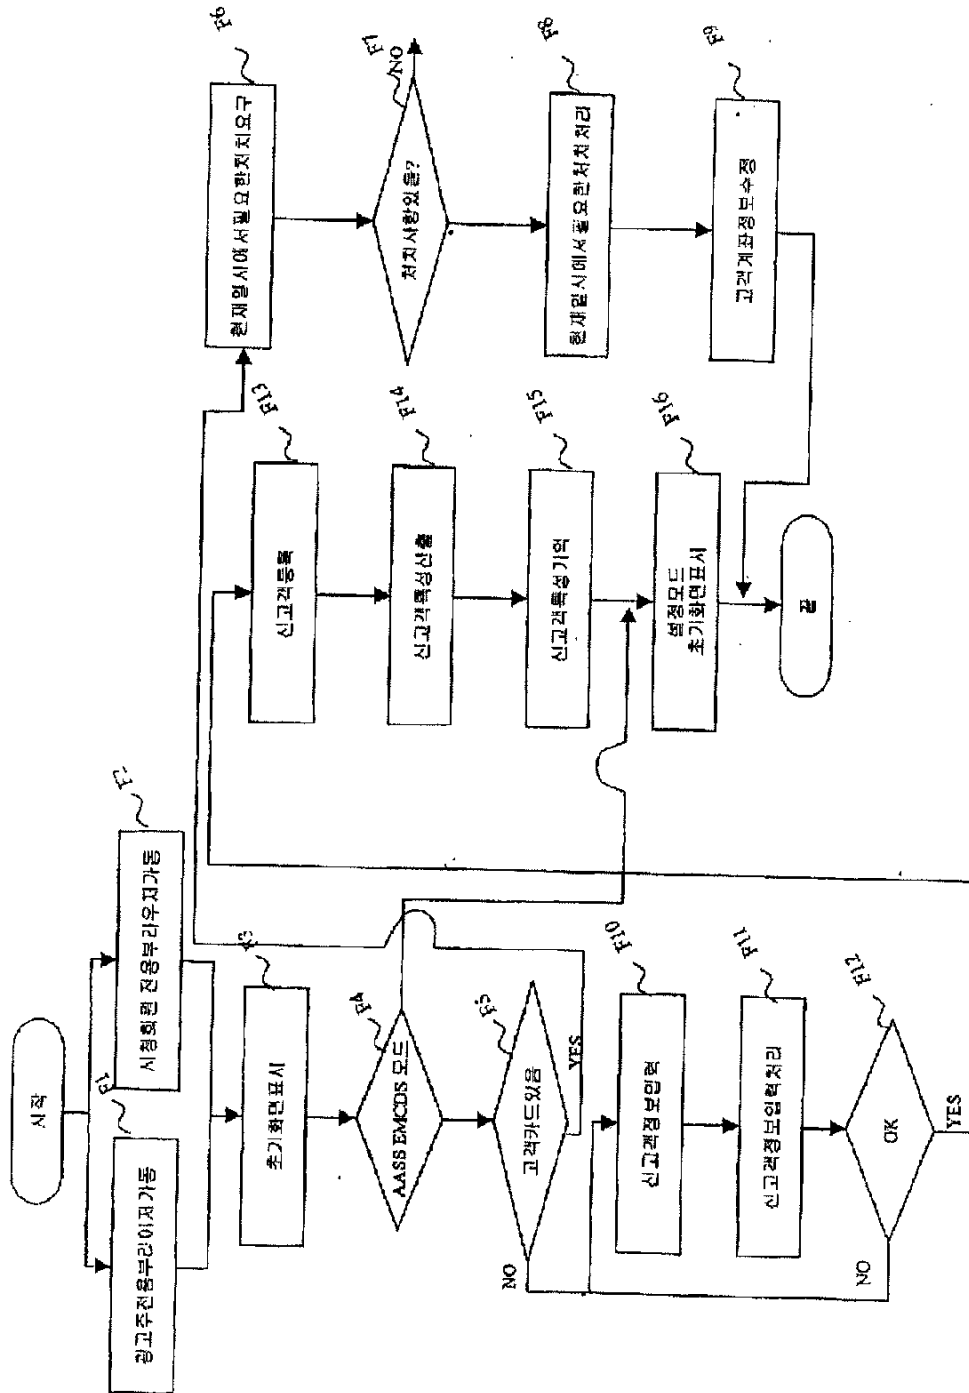 시작
F1
광고주전용부라이져가동
F2
시청회원 전용부라우져가동
F3
초기화면표시
F4
AASS EMCDS 모드
F5
고객카드있음
YES
NO
F10
신고객정보입력
F11
신고객정보입력처리
F12
OK
NO
YES
F13
신고객등록
F14
신고객특성산출
F15
신고객특성기억
F16
설정모드
초기화면표시
끝
F6
현재일시에서필요한처치요구
F7
NO
처치사항있음?
F8
현재일시에서필요한처치처리
F9
고객계좌정보수정